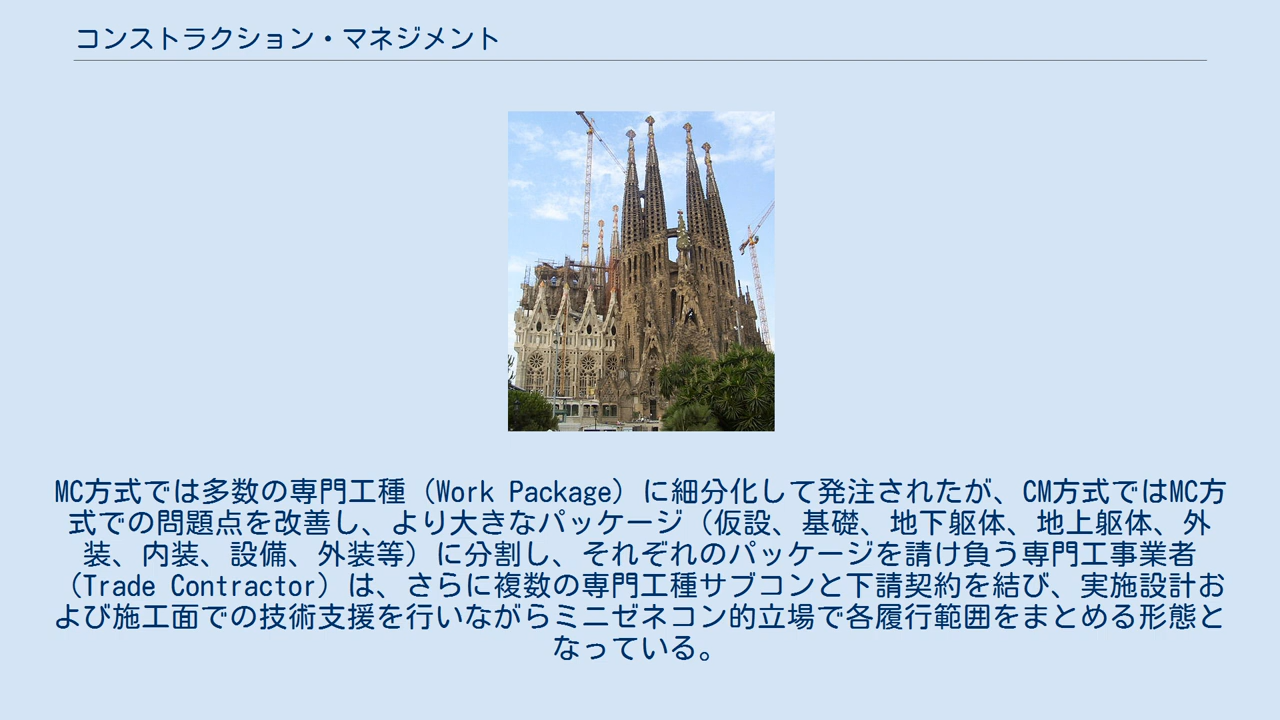 コンストラクション・マネジメント
MC方式では多数の専門工種（Work Package）に細分化して発注されたが、CM方式ではMC方
式での問題点を改善し、より大きなパッケージ（仮設、基礎、地下躯体、地上躯体、外
装、内装、設備、外装等）に分割し、それぞれのパッケージを請け負う専門工事業者
（Trade Contractor）は、さらに複数の専門工種サブコンと下請契約を結び、実施設計お
よび施工面での技術支援を行いながらミニゼネコン的立場で各履行範囲をまとめる形態と
なっている。